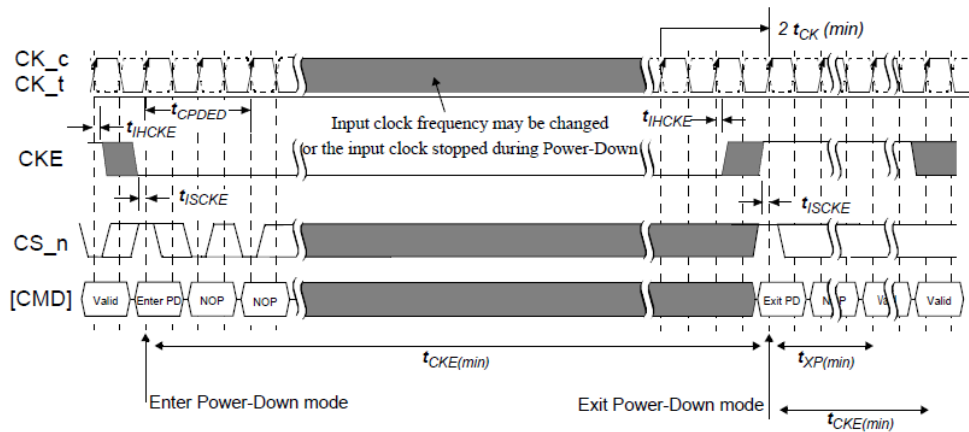 2 tCK (min)
CK_c
CK_t
tCPDED
tIHCKE
Input clock frequency may be changed
or the input clock stopped during Power-Down
tIHCKE
CKE
tISCKE
tISCKE
CS_n
[CMD]
Valid
Enter PD
NOP
NOP
Exit PD
Valid
tCKE(min)
tXP(min)
Enter Power-Down mode
Exit Power-Down mode
tCKE(min)